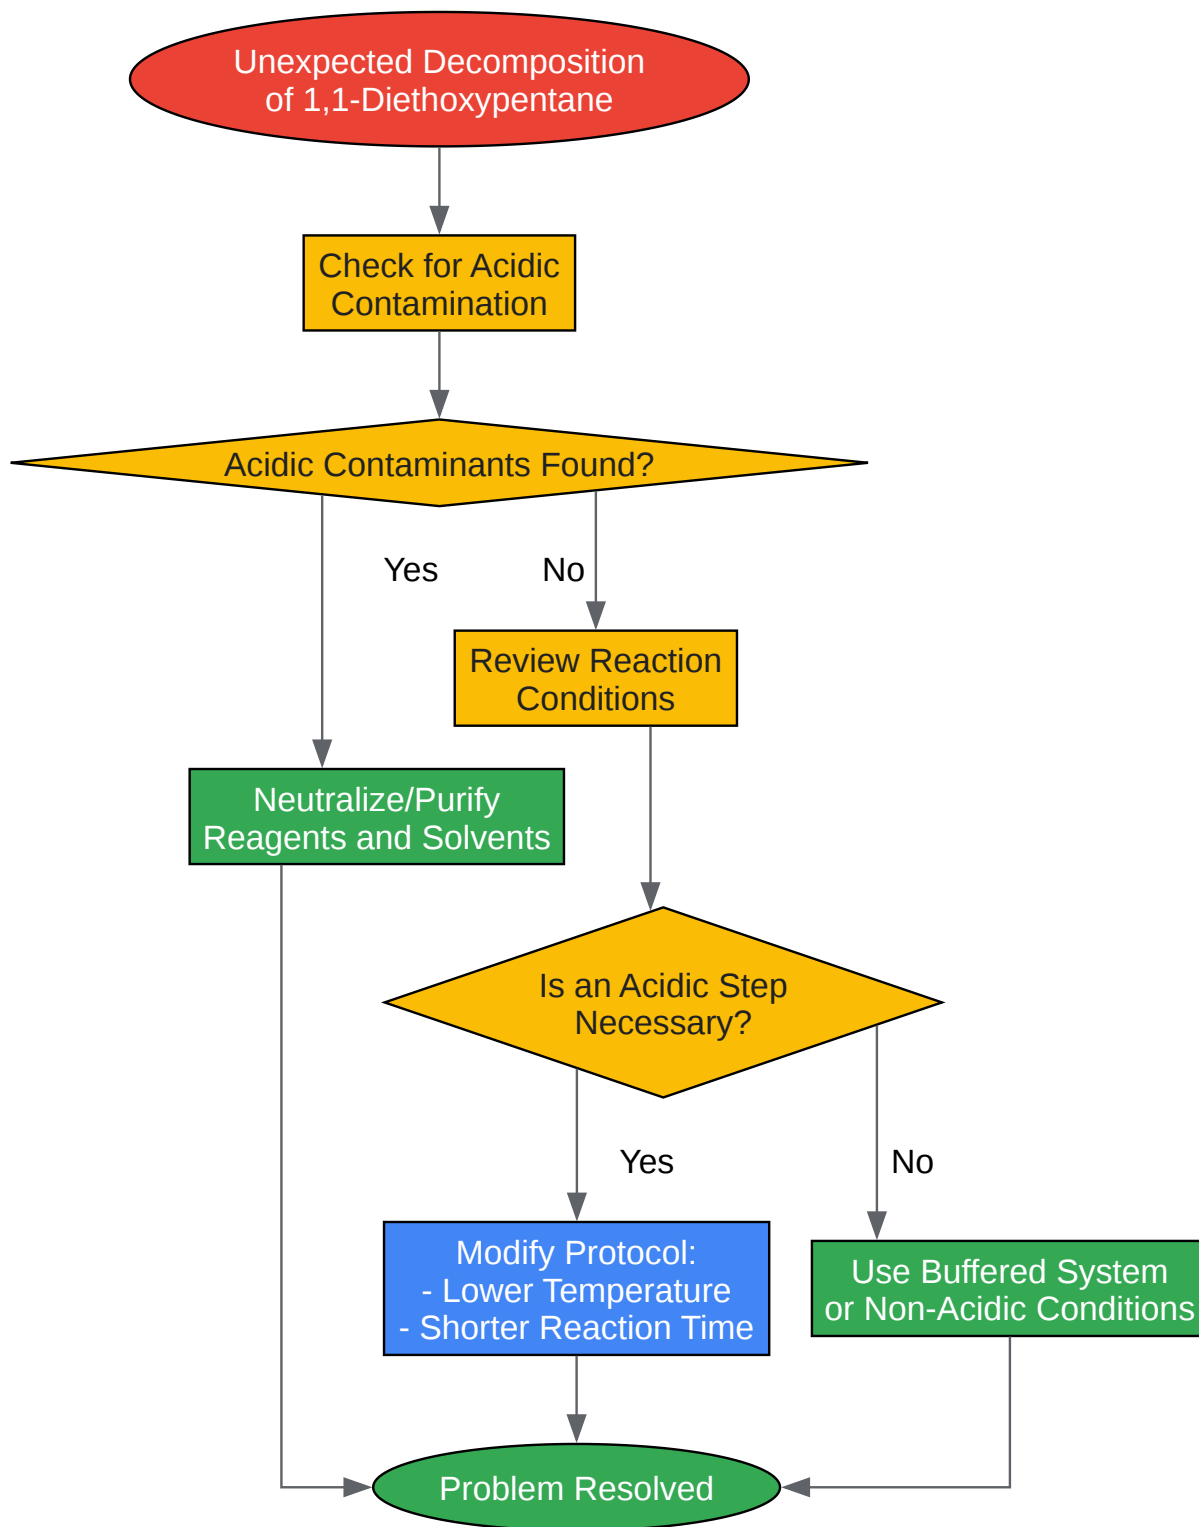 Unexpected Decomposition
of 1,1-Diethoxypentane
Check for Acidic
Contamination
Acidic Contaminants Found?
Yes
No
Review Reaction
Conditions
Neutralize/Purify
Reagents and Solvents
Is an Acidic Step
Necessary?
Yes
No
Modify Protocol:
- Lower Temperature
- Shorter Reaction Time
Use Buffered System
or Non-Acidic Conditions
Problem Resolved